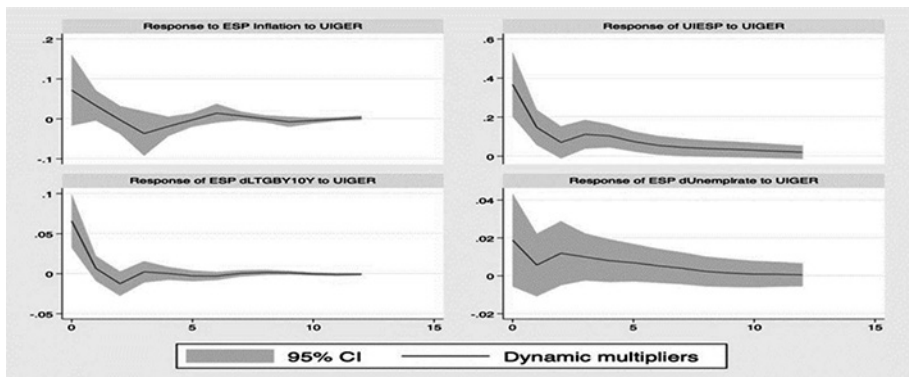 Response to ESP Inflation to UIGER
.2
.1
0
-.1
Response of UIESP to UIGER
.6
.4
.2
0
Response of ESP dLTGBY10Y to UIGER
.1
.05
0
-.05
0 5 10 15
Response of ESP dUnemplrate to UIGER
.04
.02
0
-.02
0 5 10 15
95% CI Dynamic multipliers